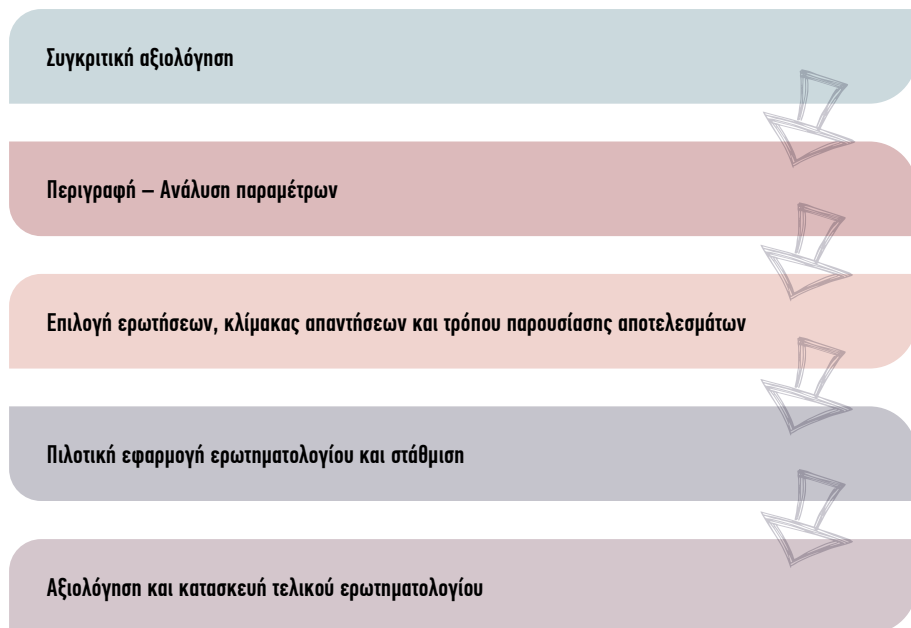 Συγκριτική αξιολόγηση
Περιγραφή – Ανάλυση παραμέτρων
Επιλογή ερωτήσεων, κλίμακας απαντήσεων και τρόπου παρουσίασης αποτελεσμάτων
Πιλοτική εφαρμογή ερωτηματολογίου και στάθμιση
Αξιολόγηση και κατασκευή τελικού ερωτηματολογίου